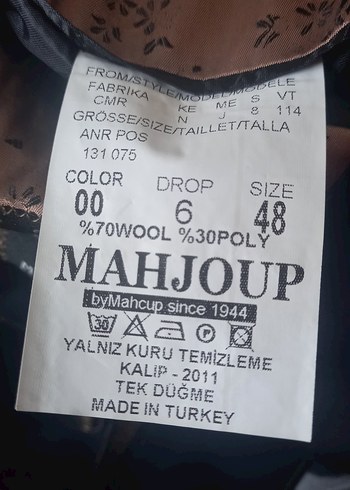 FROM/STYLE/MODEL/MODELE
FABRIKA KE ME S VT
CMR N J 8 114
GRÖSSE/SIZE/TAILLET/TALLA
ANR POS
131 075
COLOR DROP SIZE
00 6 48
%70WOOL %30POLY
MAHJOUP
byMahcup since 1944
30 P
YALNIZ KURU TEMİZLEME
KALIP - 2011
TEK DÜĞME
MADE IN TURKEY